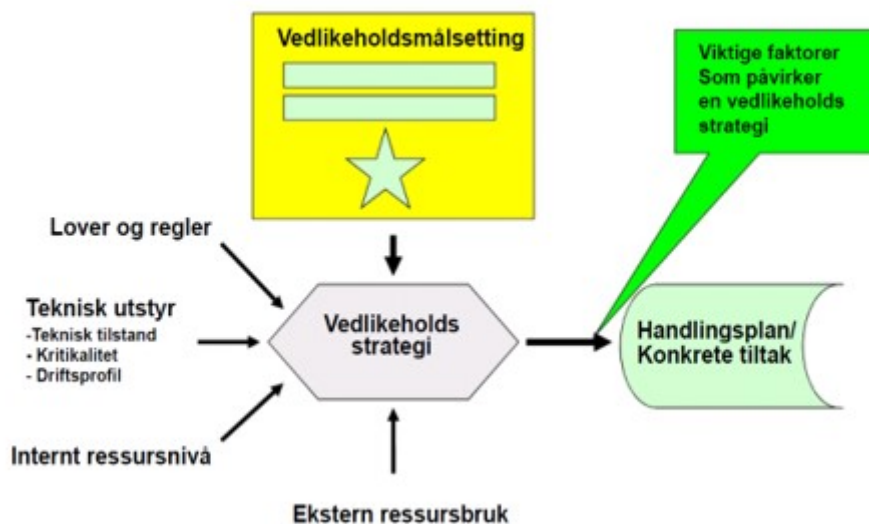 Vedlikeholdsmålsetting
Viktige faktorer
Som påvirker
en vedlikeholds
strategi
Lover og regler
Teknisk utstyr
-Teknisk tilstand
- Kritikalitet
- Driftsprofil
Vedlikeholds
strategi
Handlingsplan/
Konkrete tiltak
Internt ressursnivå
Ekstern ressursbruk